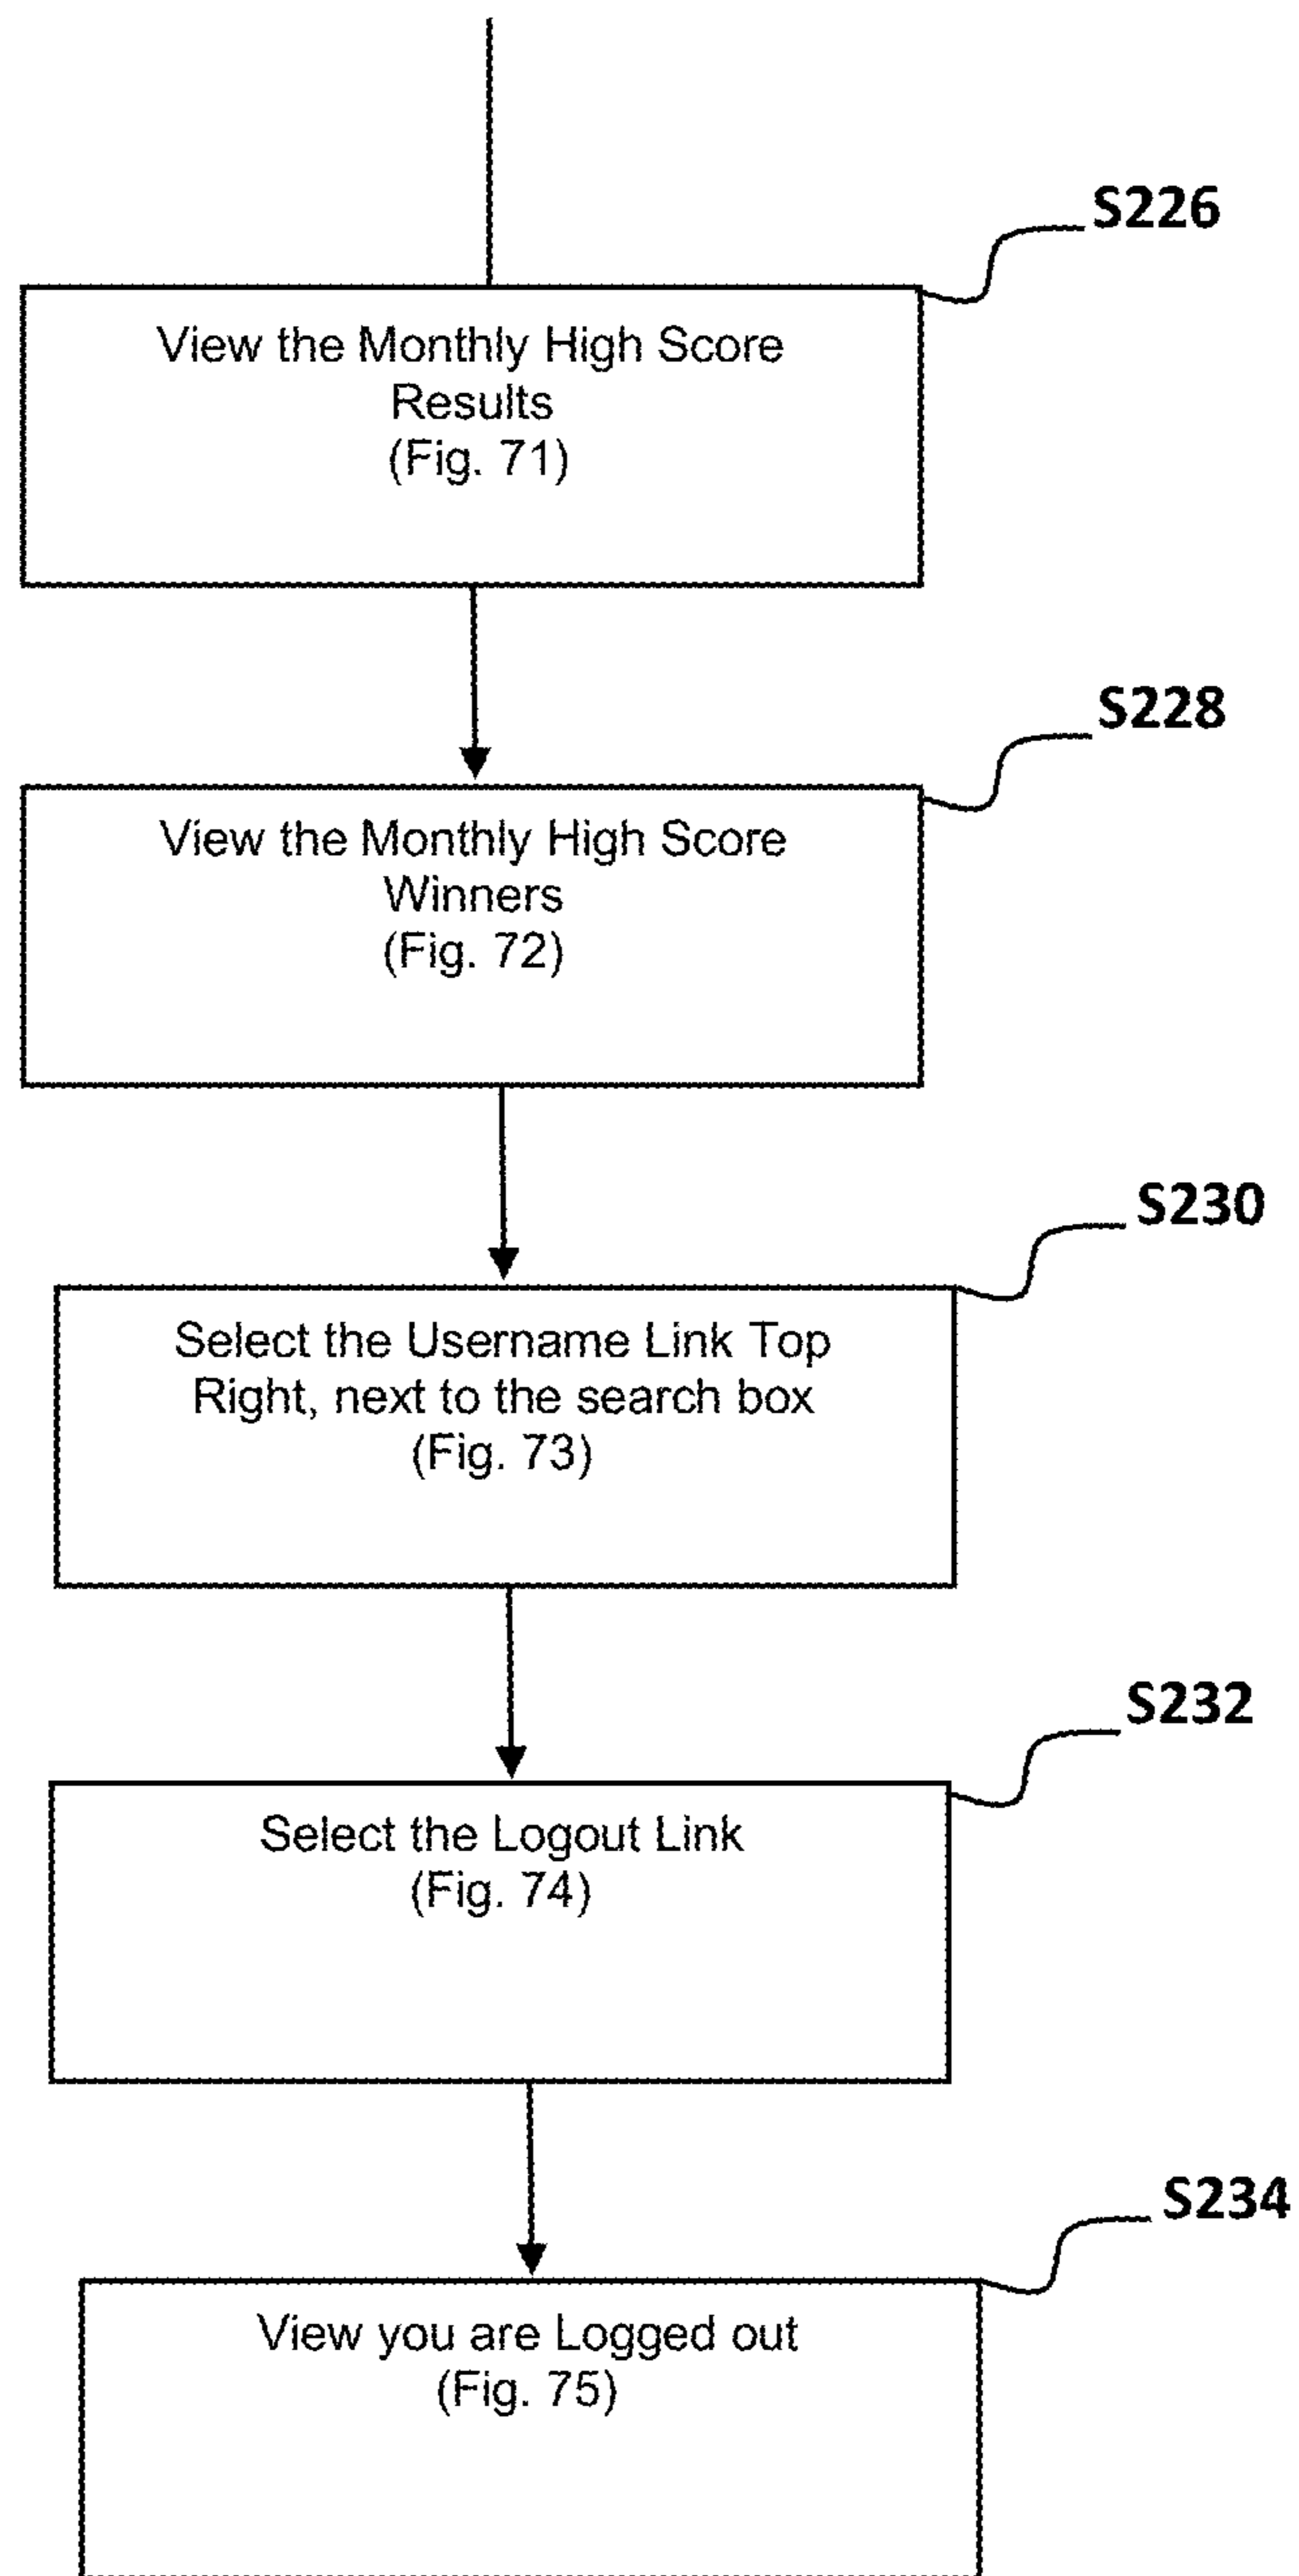 S226
View the Monthly High Score
Results
(Fig. 71)
S228
View the Monthly High Score
Winners
(Fig. 72)
S230
Select the Username Link Top
Right, next to the search box
(Fig. 73)
S232
Select the Logout Link
(Fig. 74)
S234
View you are Logged out
(Fig. 75)